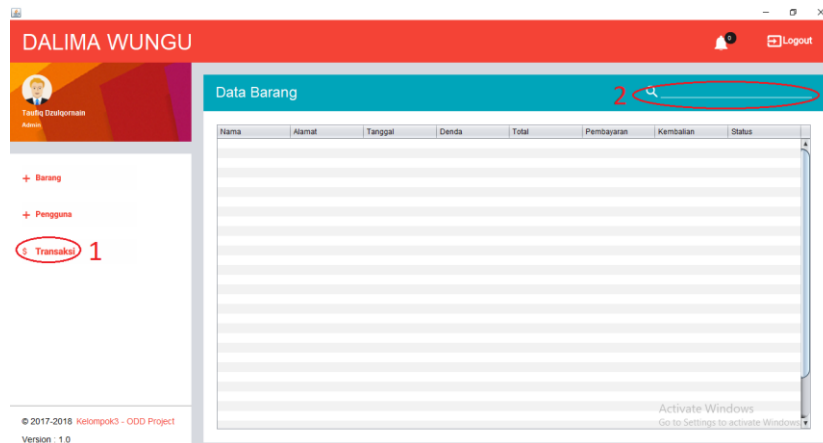 DALIMA WUNGU
0
Logout
Taufiq Dzulqornain
Admin
Data Barang
2
Nama Alamat Tanggal Denda Total Pembayaran Kembalian Status
+ Barang
+ Pengguna
$ Transaksi 1
Activate Windows
Go to Settings to activate Windows.
© 2017-2018 Kelompok3 - ODD Project
Version : 1.0